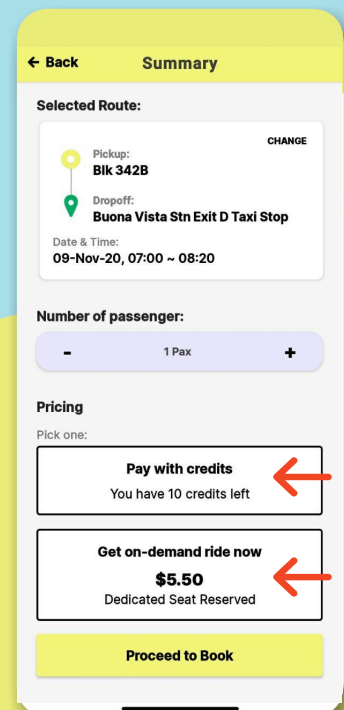 ← Back
Summary
Selected Route:
CHANGE
Pickup:
Blk 342B
Dropoff:
Buona Vista Stn Exit D Taxi Stop
Date & Time:
09-Nov-20, 07:00 ~ 08:20
Number of passenger:
- 1 Pax +
Pricing
Pick one:
Pay with credits
You have 10 credits left
Get on-demand ride now
$5.50
Dedicated Seat Reserved
Proceed to Book